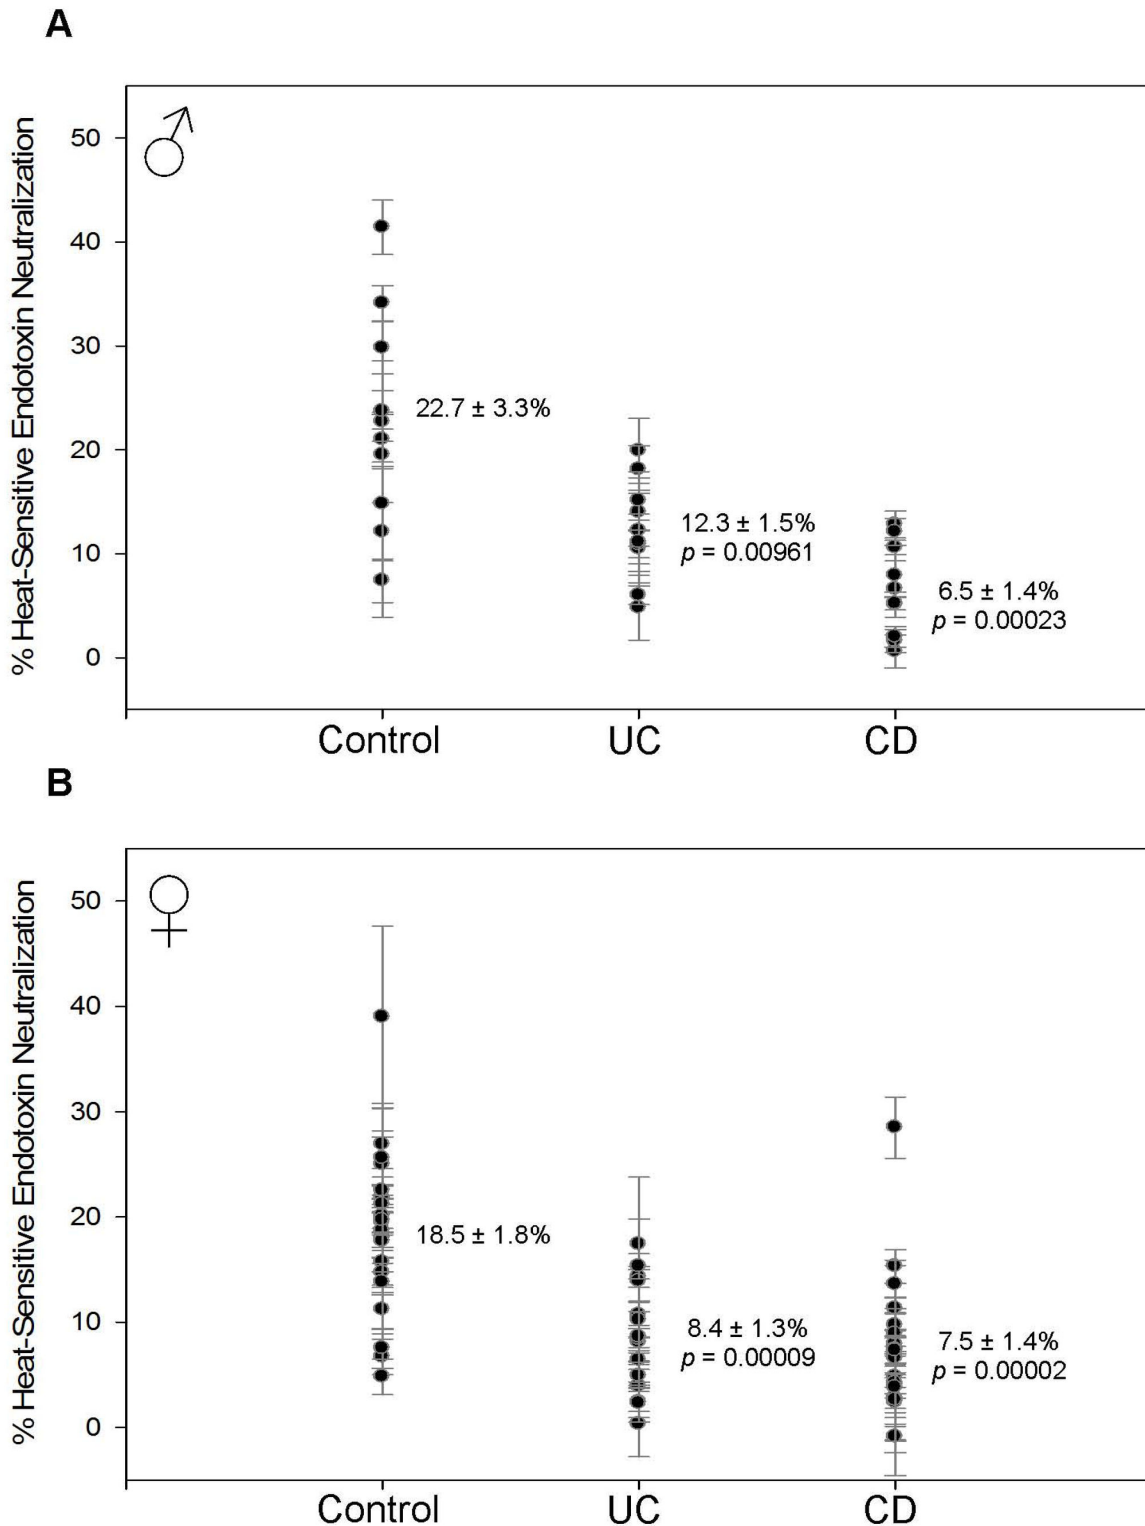 A
% Heat-Sensitive Endotoxin Neutralization
50
40
30
20
10
0
22.7 ± 3.3%
12.3 ± 1.5%
p = 0.00961
6.5 ± 1.4%
p = 0.00023
Control
UC
CD
B
% Heat-Sensitive Endotoxin Neutralization
50
40
30
20
10
0
18.5 ± 1.8%
8.4 ± 1.3%
p = 0.00009
7.5 ± 1.4%
p = 0.00002
Control
UC
CD